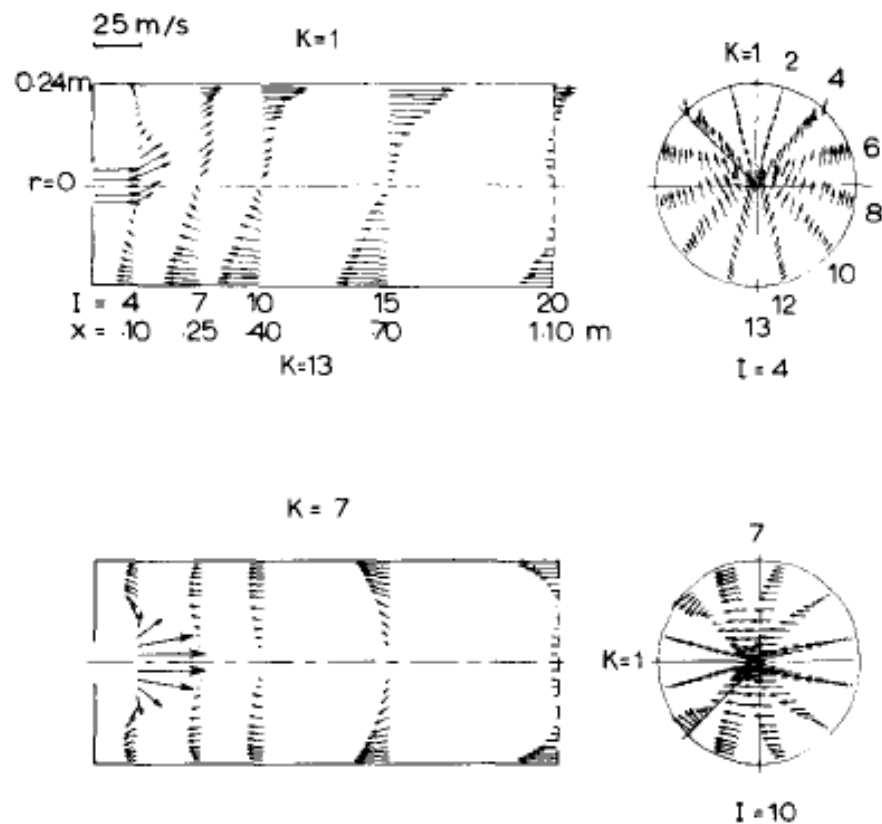 25 m/s
K=1
0.24m
r=0
I = 4 7 10 15 20
x = .10 .25 .40 .70 1.10 m
K=13
K=1
2
4
6
8
10
12
13
I = 4
K = 7
7
K=1
I = 10